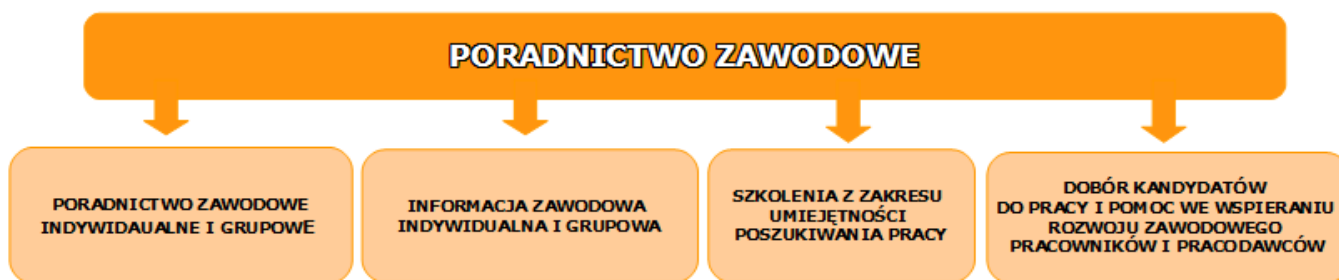 PORADNICTWO ZAWODOWE
PORADNICTWO ZAWODOWE
INDYWIDAUALNE I GRUPOWE
INFORMACJA ZAWODOWA
INDYWIDUALNA I GRUPOWA
SZKOLENIA Z ZAKRESU
UMIEJĘTNOŚCI
POSZUKIWANIA PRACY
DOBÓR KANDYDATÓW
DO PRACY I POMOC WE WSPIERANIU
ROZWOJU ZAWODOWEGO
PRACOWNIKÓW I PRACODAWCÓW